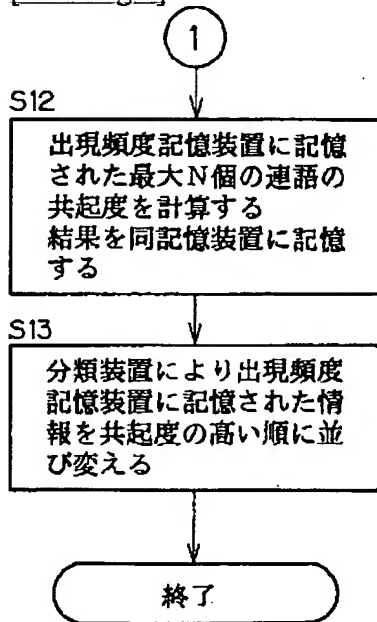 1
S12
出現頻度記憶装置に記憶
された最大N個の連語の
共起度を計算する
結果を同記憶装置に記憶
する
S13
分類装置により出現頻度
記憶装置に記憶された情
報を共起度の高い順に並
び変える
終了